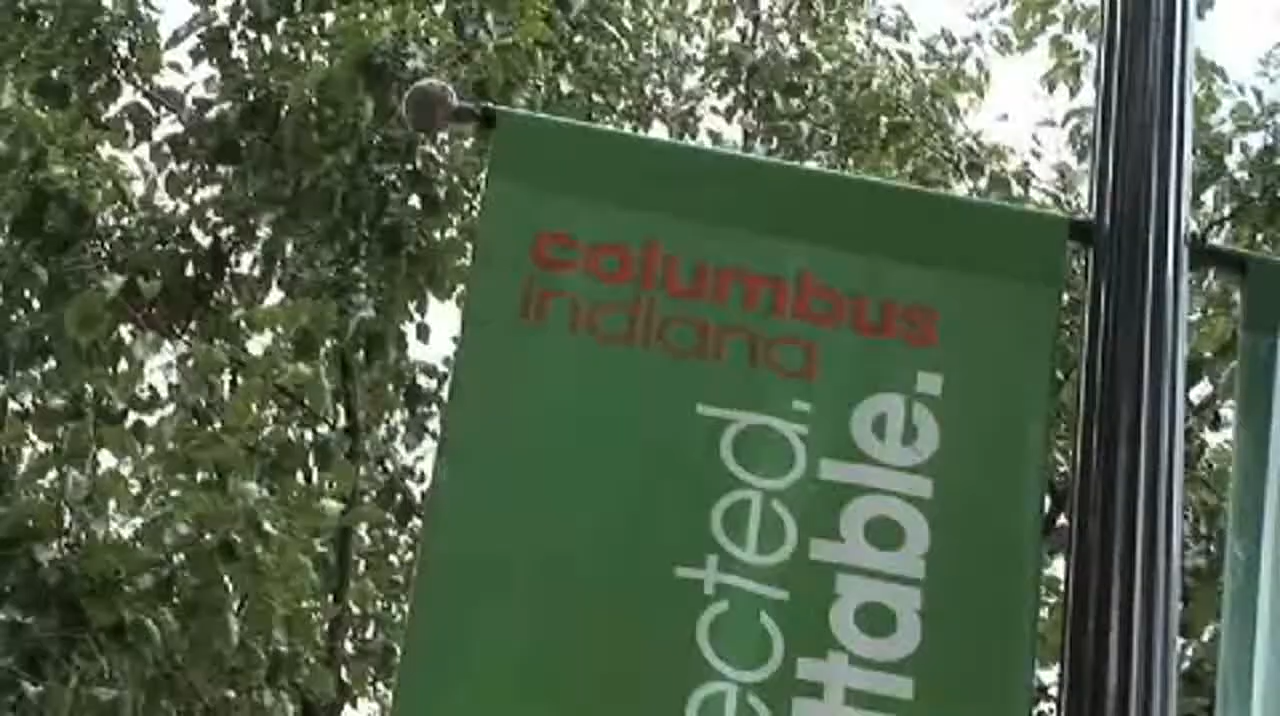 columbus
indiana
ected.
table.